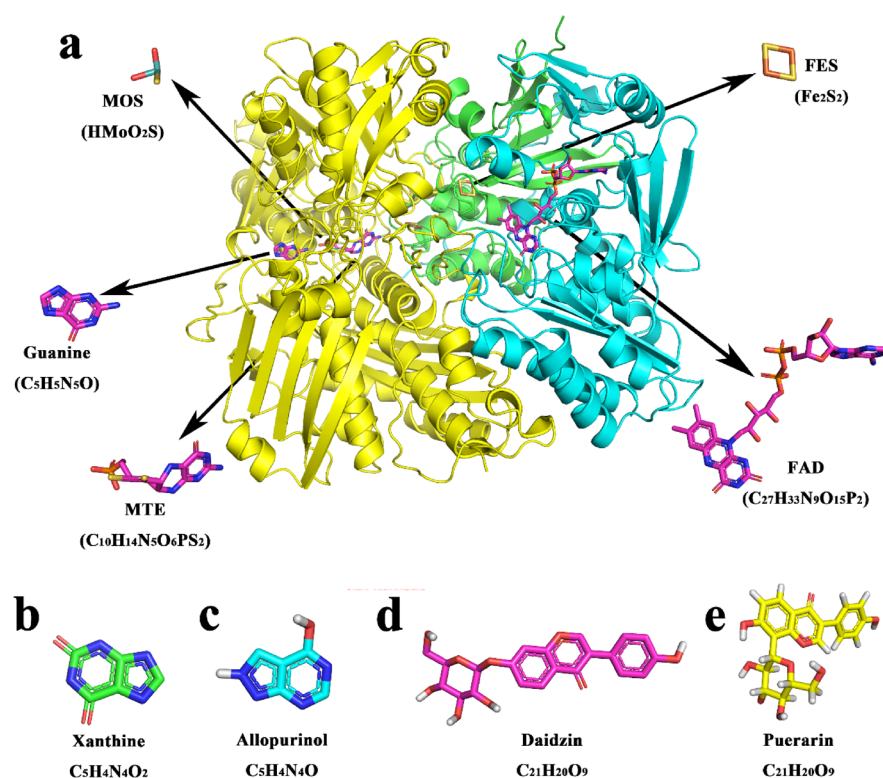 a
MOS
(HMoO₂S)
FES
(Fe₂S₂)
Guanine
(C₅H₅N₅O)
MTE
(C₁₀H₁₄N₅O₆PS₂)
FAD
(C₂₇H₃₃N₉O₁₅P₂)
b
c
d
e
Xanthine
Allopurinol
Daidzin
Puerarin
C₅H₄N₄O₂
C₅H₄N₄O
C₂₁H₂₀O₉
C₂₁H₂₀O₉